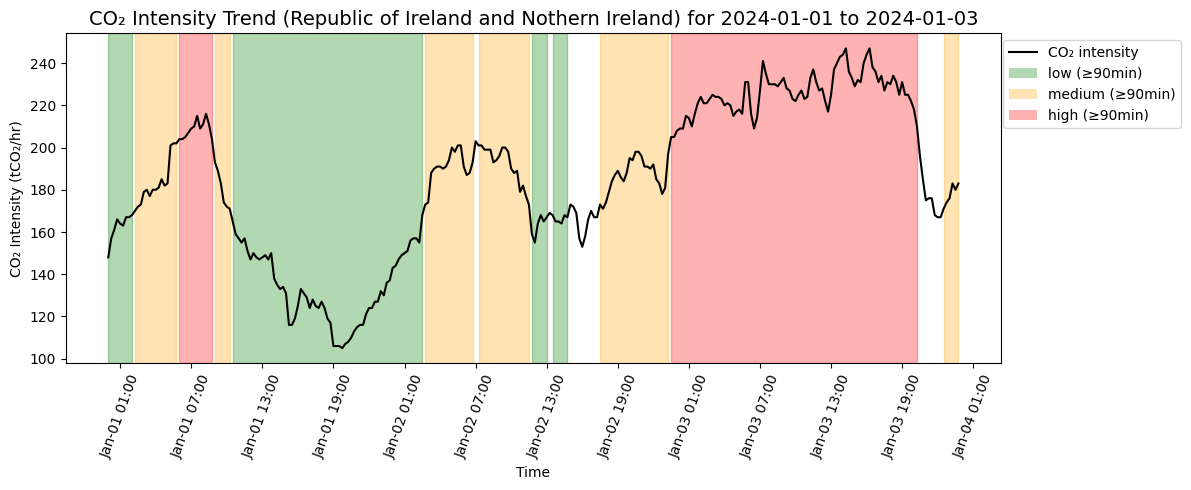 CO₂ Intensity Trend (Republic of Ireland and Nothern Ireland) for 2024-01-01 to 2024-01-03
CO₂ Intensity (tCO₂/hr)
240
220
200
180
160
140
120
100
CO₂ intensity
low (≥90min)
medium (≥90min)
high (≥90min)
Jan-01 01:00
Jan-01 07:00
Jan-01 13:00
Jan-01 19:00
Jan-02 01:00
Jan-02 07:00
Jan-02 13:00
Jan-02 19:00
Jan-03 01:00
Jan-03 07:00
Jan-03 13:00
Jan-03 19:00
Jan-04 01:00
Time